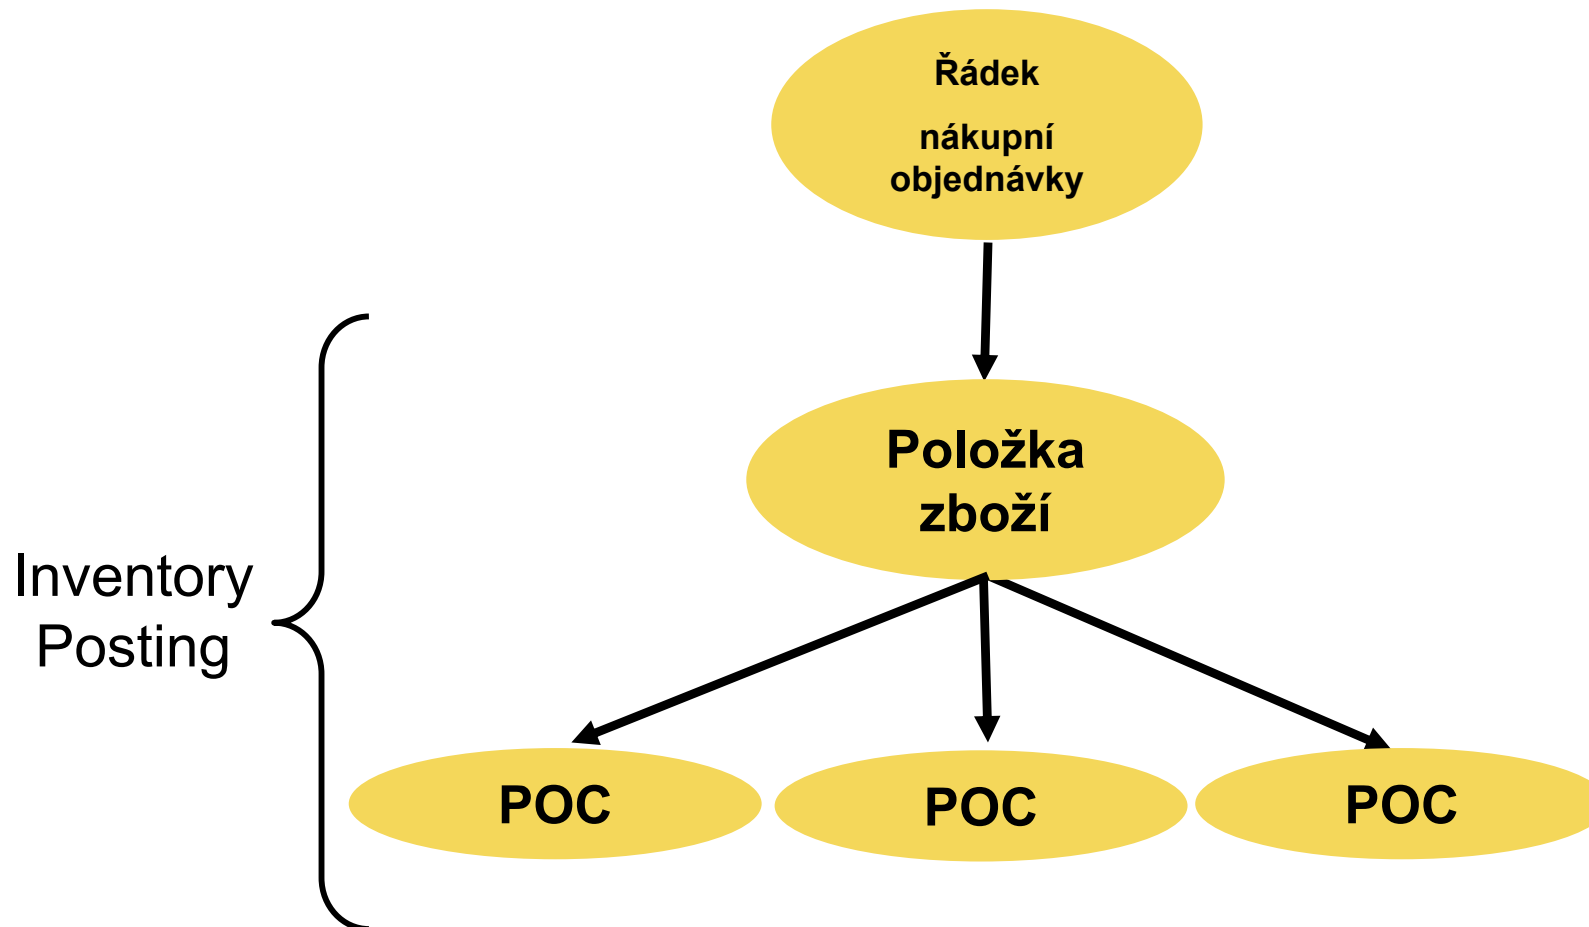 Řádek
nákupní
objednávky
Položka
zboží
Inventory
Posting
POC
POC
POC